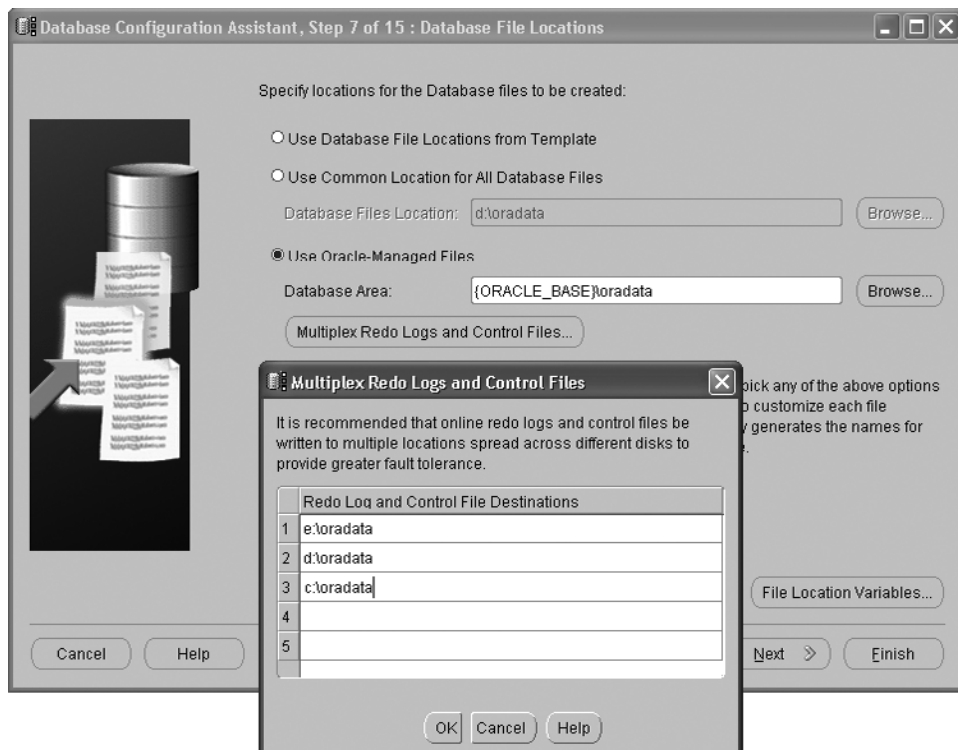 Database Configuration Assistant, Step 7 of 15 : Database File Locations
Specify locations for the Database files to be created:
Use Database File Locations from Template
Use Common Location for All Database Files
Database Files Location: d:\oradata Browse...
Use Oracle-Managed Files
Database Area: {ORACLE_BASE}\oradata Browse...
Multiplex Redo Logs and Control Files...
pick any of the above options
customize each file
generates the names for
Multiplex Redo Logs and Control Files
It is recommended that online redo logs and control files be
written to multiple locations spread across different disks to
provide greater fault tolerance.
Redo Log and Control File Destinations
1 e:\oradata
2 d:\oradata
3 c:\oradata
4
5
File Location Variables...
Cancel Help Next Finish
OK Cancel Help